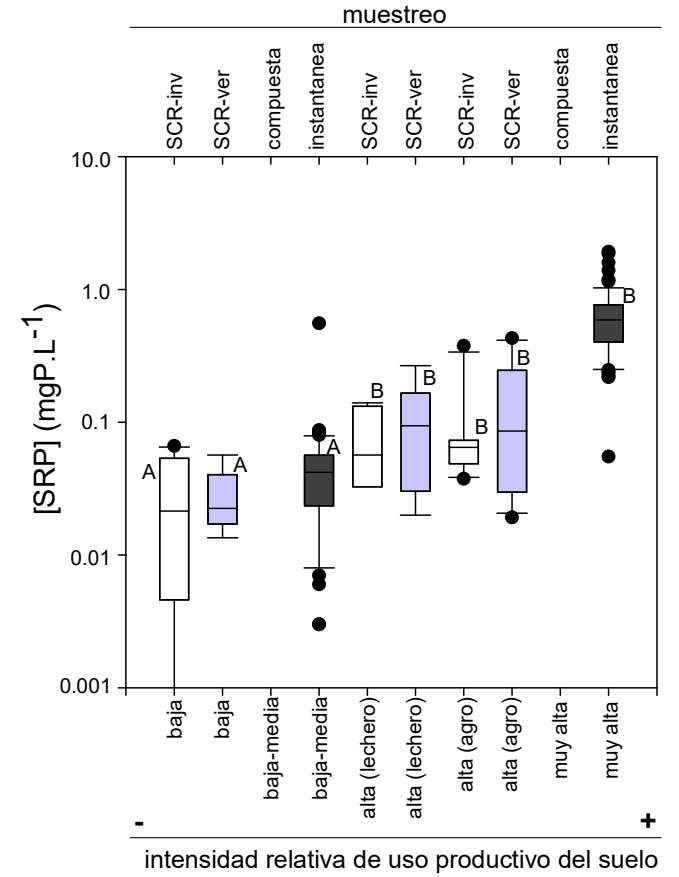 muestreo
SCR-inv
SCR-ver
compuesta
instantanea
SCR-inv
SCR-ver
SCR-inv
SCR-ver
compuesta
instantanea
[SRP] (mgP.L-1)
10.0
1.0
0.1
0.01
0.001
A
A
A
B
B
B
B
B
baja
baja
baja-media
baja-media
alta (lechero)
alta (lechero)
alta (agro)
alta (agro)
muy alta
muy alta
- +
intensidad relativa de uso productivo del suelo